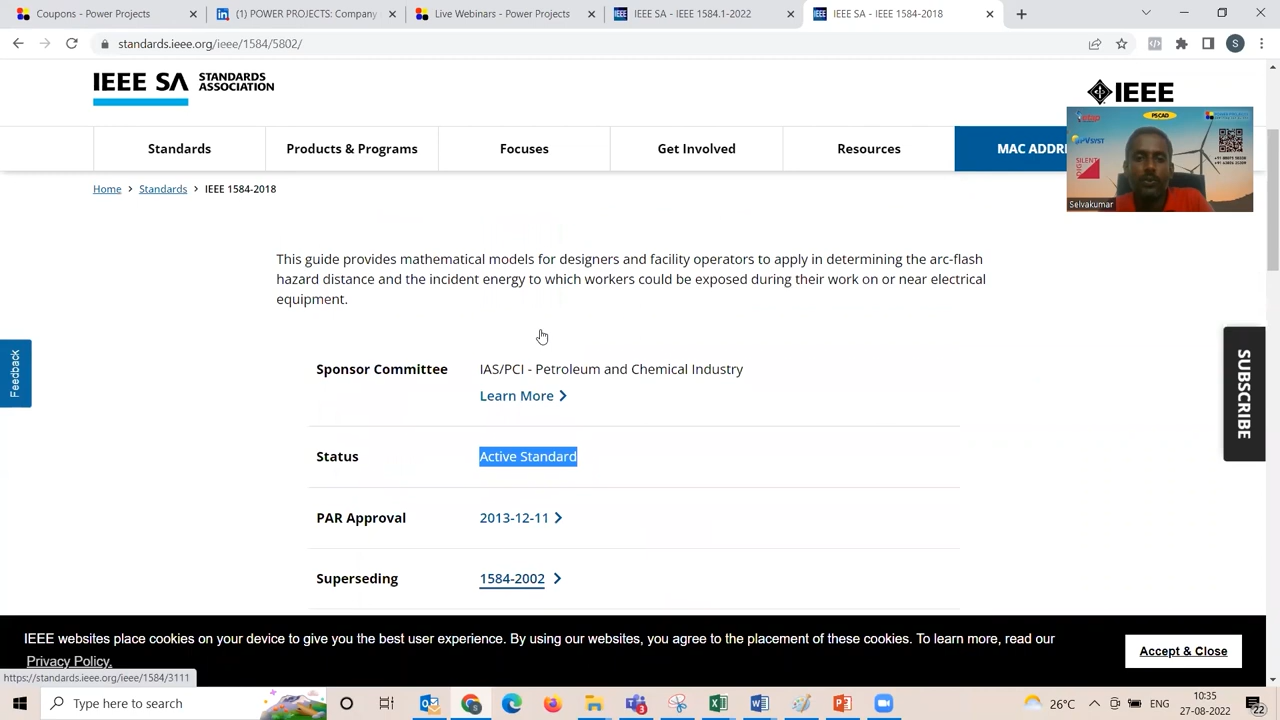 Coupons - Power Projects
(1) POWER PROJECTS: Company
Live Webinars - Power Projects
IEEE SA - IEEE 1584.1-2022
IEEE SA - IEEE 1584-2018
standards.ieee.org/ieee/1584/5802/
S
IEEE SA STANDARDS
ASSOCIATION
IEEE
Standards
Products & Programs
Focuses
Get Involved
Resources
MAC ADDRE
PSCAD
PVSYST
SILENT
Selvakumar
Home > Standards > IEEE 1584-2018
This guide provides mathematical models for designers and facility operators to apply in determining the arc-flash
hazard distance and the incident energy to which workers could be exposed during their work on or near electrical
equipment.
Feedback
SUBSCRIBE
Sponsor Committee IAS/PCI - Petroleum and Chemical Industry
Learn More
Status Active Standard
PAR Approval 2013-12-11
Superseding 1584-2002
IEEE websites place cookies on your device to give you the best user experience. By using our websites, you agree to the placement of these cookies. To learn more, read our
Privacy Policy.
Accept & Close
https://standards.ieee.org/ieee/1584/3111
Type here to search
3
26°C
ENG
10:35
27-08-2022
22